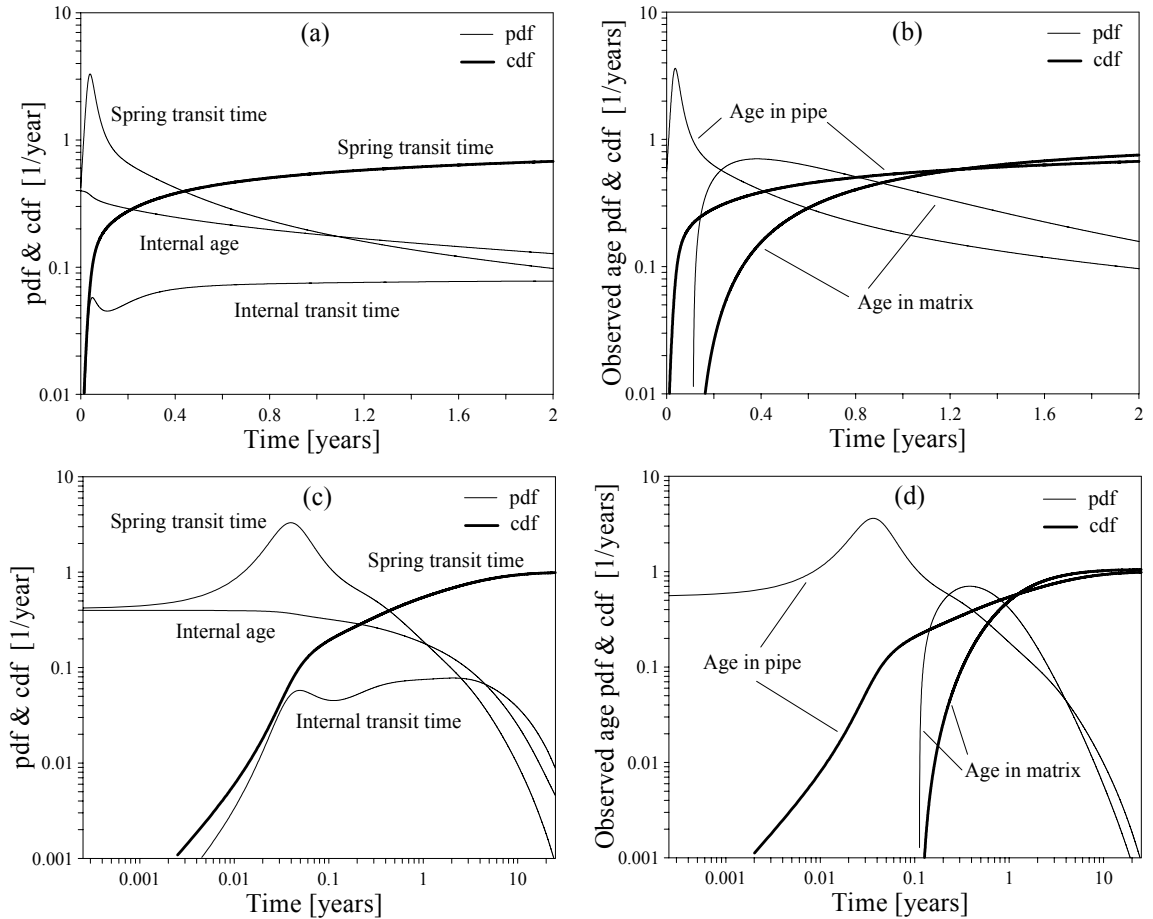 (a)
pdf
cdf
Spring transit time
Spring transit time
Internal age
Internal transit time
pdf & cdf [1/year]
10
1
0.1
0.01
0
0.4
0.8
1.2
1.6
2
Time [years]
(b)
pdf
cdf
Age in pipe
Age in matrix
Observed age pdf & cdf [1/years]
10
1
0.1
0.01
0
0.4
0.8
1.2
1.6
2
Time [years]
(c)
pdf
cdf
Spring transit time
Spring transit time
Internal age
Internal transit time
pdf & cdf [1/year]
10
1
0.1
0.01
0.001
0.001
0.01
0.1
1
10
Time [years]
(d)
pdf
cdf
Age in pipe
Age in matrix
Observed age pdf & cdf [1/years]
10
1
0.1
0.01
0.001
0.001
0.01
0.1
1
10
Time [years]